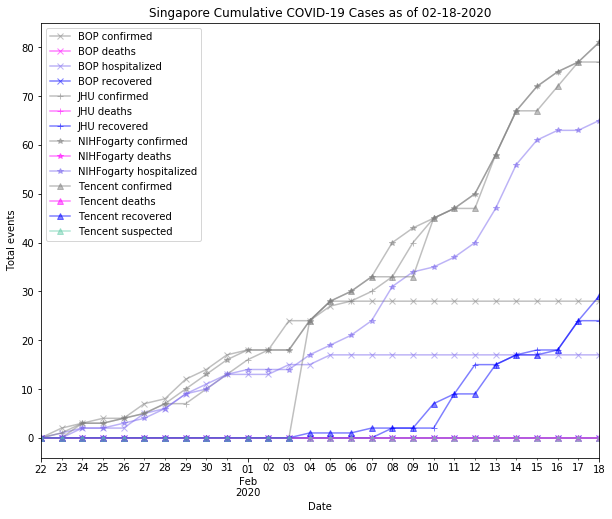 Singapore Cumulative COVID-19 Cases as of 02-18-2020
BOP confirmed
BOP deaths
BOP hospitalized
BOP recovered
JHU confirmed
JHU deaths
JHU recovered
NIHFogarty confirmed
NIHFogarty deaths
NIHFogarty hospitalized
Tencent confirmed
Tencent deaths
Tencent recovered
Tencent suspected
80
70
60
50
40
30
20
10
0
Total events
22 23 24 25 26 27 28 29 30 31 01 02 03 04 05 06 07 08 09 10 11 12 13 14 15 16 17 18
Feb
2020
Date